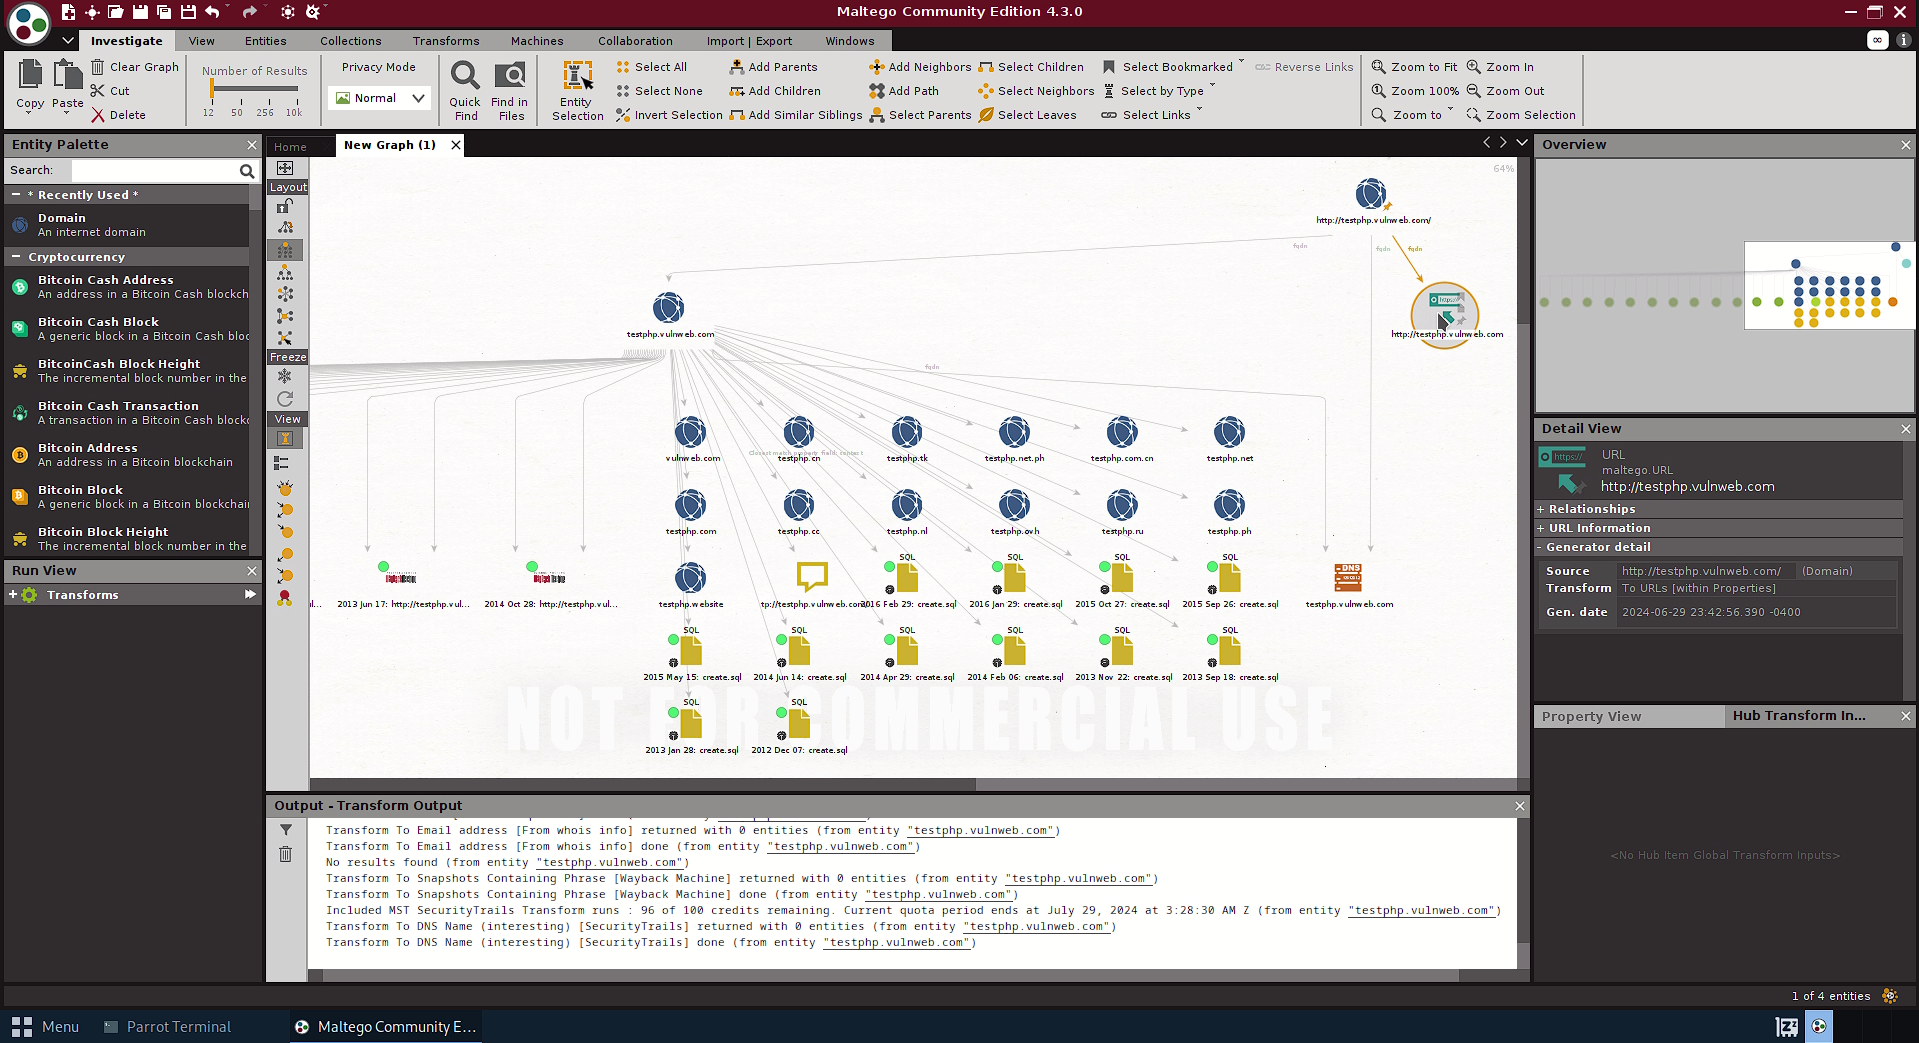 Maltego Community Edition 4.3.0
Investigate View Entities Collections Transforms Machines Collaboration Import | Export Windows
Copy
Paste
Clear Graph
Cut
Delete
Number of Results
12 50 256 10k
Privacy Mode
Normal
Quick Find
Find in Files
Entity Selection
Select All
Select None
Invert Selection
Add Parents
Add Children
Add Similar Siblings
Add Neighbors
Add Path
Select Parents
Select Children
Select Neighbors
Select Leaves
Select Bookmarked
Select by Type
Select Links
Reverse Links
Zoom to Fit
Zoom 100%
Zoom to
Zoom In
Zoom Out
Zoom Selection
Entity Palette
Search:
* Recently Used *
Domain
An internet domain
Cryptocurrency
Bitcoin Cash Address
An address in a Bitcoin Cash blockch
Bitcoin Cash Block
A generic block in a Bitcoin Cash bloc
BitcoinCash Block Height
The incremental block number in the
Bitcoin Cash Transaction
A transaction in a Bitcoin Cash block
Bitcoin Address
An address in a Bitcoin blockchain
Bitcoin Block
A generic block in a Bitcoin blockchai
Bitcoin Block Height
The incremental block number in the
Run View
Transforms
Home
New Graph (1)
Layout
Freeze
View
64%
http://testphp.vulnweb.com/
fqdn
fqdn
fqdn
testphp.vulnweb.com
https://
http://testphp.vulnweb.com
fqdn
vulnweb.com
testphp.cn
testphp.tk
testphp.net.ph
testphp.com.cn
testphp.net
testphp.com
testphp.cc
testphp.nl
testphp.ovh
testphp.ru
testphp.ph
SQL SQL SQL SQL
DNS
2013 Jun 17: http://testphp.vul...
2014 Oct 28: http://testphp.vul...
testphp.website
tp://testphp.vulnweb.com/
2016 Feb 29: create.sql
2016 Jan 29: create.sql
2015 Oct 27: create.sql
2015 Sep 26: create.sql
testphp.vulnweb.com
SQL SQL SQL SQL SQL SQL
2015 May 15: create.sql
2014 Jun 14: create.sql
2014 Apr 29: create.sql
2014 Feb 06: create.sql
2013 Nov 22: create.sql
2013 Sep 18: create.sql
SQL SQL
2013 Jan 28: create.sql
2012 Dec 07: create.sql
NOT FOR COMMERCIAL USE
Output - Transform Output
Transform To Email address [From whois info] returned with 0 entities (from entity "testphp.vulnweb.com")
Transform To Email address [From whois info] done (from entity "testphp.vulnweb.com")
No results found (from entity "testphp.vulnweb.com")
Transform To Snapshots Containing Phrase [Wayback Machine] returned with 0 entities (from entity "testphp.vulnweb.com")
Transform To Snapshots Containing Phrase [Wayback Machine] done (from entity "testphp.vulnweb.com")
Included MST SecurityTrails Transform runs : 96 of 100 credits remaining. Current quota period ends at July 29, 2024 at 3:28:30 AM Z (from entity "testphp.vulnweb.com")
Transform To DNS Name (interesting) [SecurityTrails] returned with 0 entities (from entity "testphp.vulnweb.com")
Transform To DNS Name (interesting) [SecurityTrails] done (from entity "testphp.vulnweb.com")
Overview
Detail View
https://
URL
maltego.URL
http://testphp.vulnweb.com
+ Relationships
+ URL Information
- Generator detail
Source http://testphp.vulnweb.com/ (Domain)
Transform To URLs [within Properties]
Gen. date 2024-06-29 23:42:56.390 -0400
Property View
Hub Transform In...
<No Hub Item Global Transform Inputs>
1 of 4 entities
Menu
Parrot Terminal
Maltego Community E...